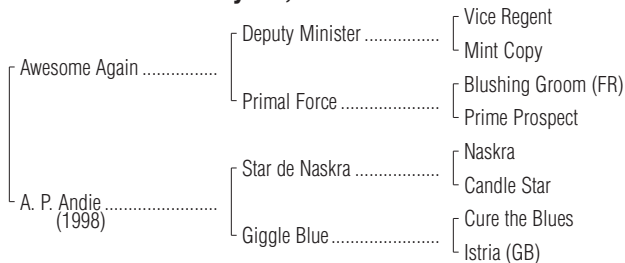 Vice Regent
Deputy Minister ................
Mint Copy
Awesome Again ................
Blushing Groom (FR)
Primal Force .....................
Prime Prospect
Naskra
Star de Naskra ..................
Candle Star
A. P. Andie ........................
(1998)
Cure the Blues
Giggle Blue.......................
Istria (GB)